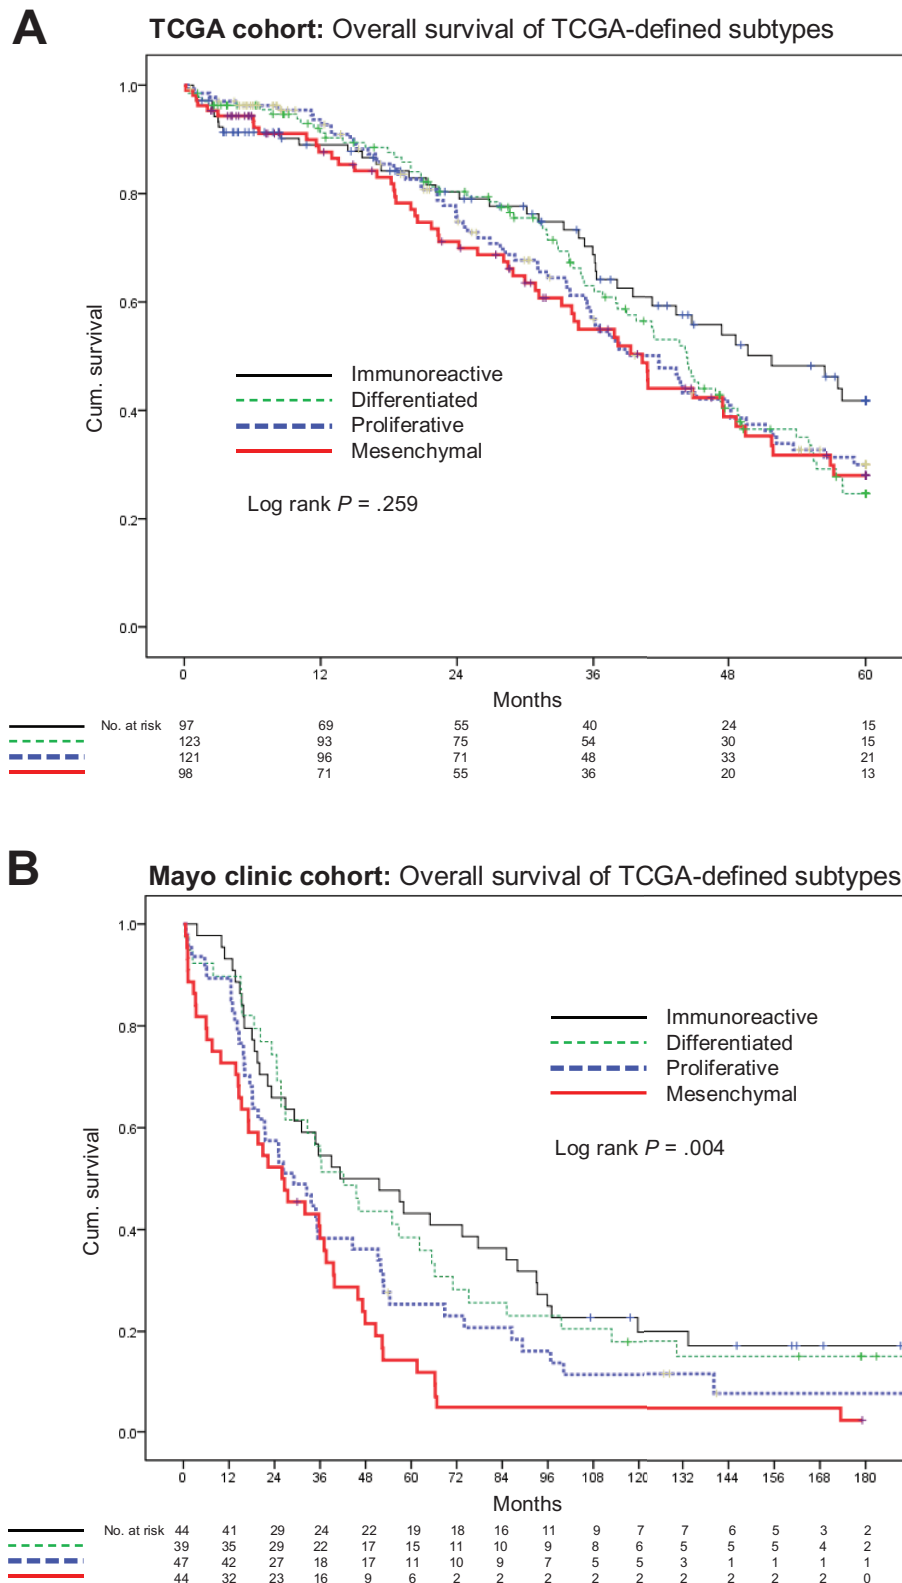 A
TCGA cohort: Overall survival of TCGA-defined subtypes
1.0
0.8
0.6
0.4
0.2
0.0
Cum. survival
Immunoreactive
Differentiated
Proliferative
Mesenchymal
Log rank P = .259
0 12 24 36 48 60
Months
No. at risk 97 69 55 40 24 15
123 93 75 54 30 15
121 96 71 48 33 21
98 71 55 36 20 13
B
Mayo clinic cohort: Overall survival of TCGA-defined subtypes
1.0
0.8
0.6
0.4
0.2
0.0
Cum. survival
Immunoreactive
Differentiated
Proliferative
Mesenchymal
Log rank P = .004
0 12 24 36 48 60 72 84 96 108 120 132 144 156 168 180
Months
No. at risk 44 41 29 24 22 19 18 16 11 9 7 7 6 5 3 2
39 35 29 22 17 15 11 10 9 8 6 5 5 5 4 2
47 42 27 18 17 11 10 9 7 5 5 3 1 1 1 1
44 32 23 16 9 6 2 2 2 2 2 2 2 2 2 0